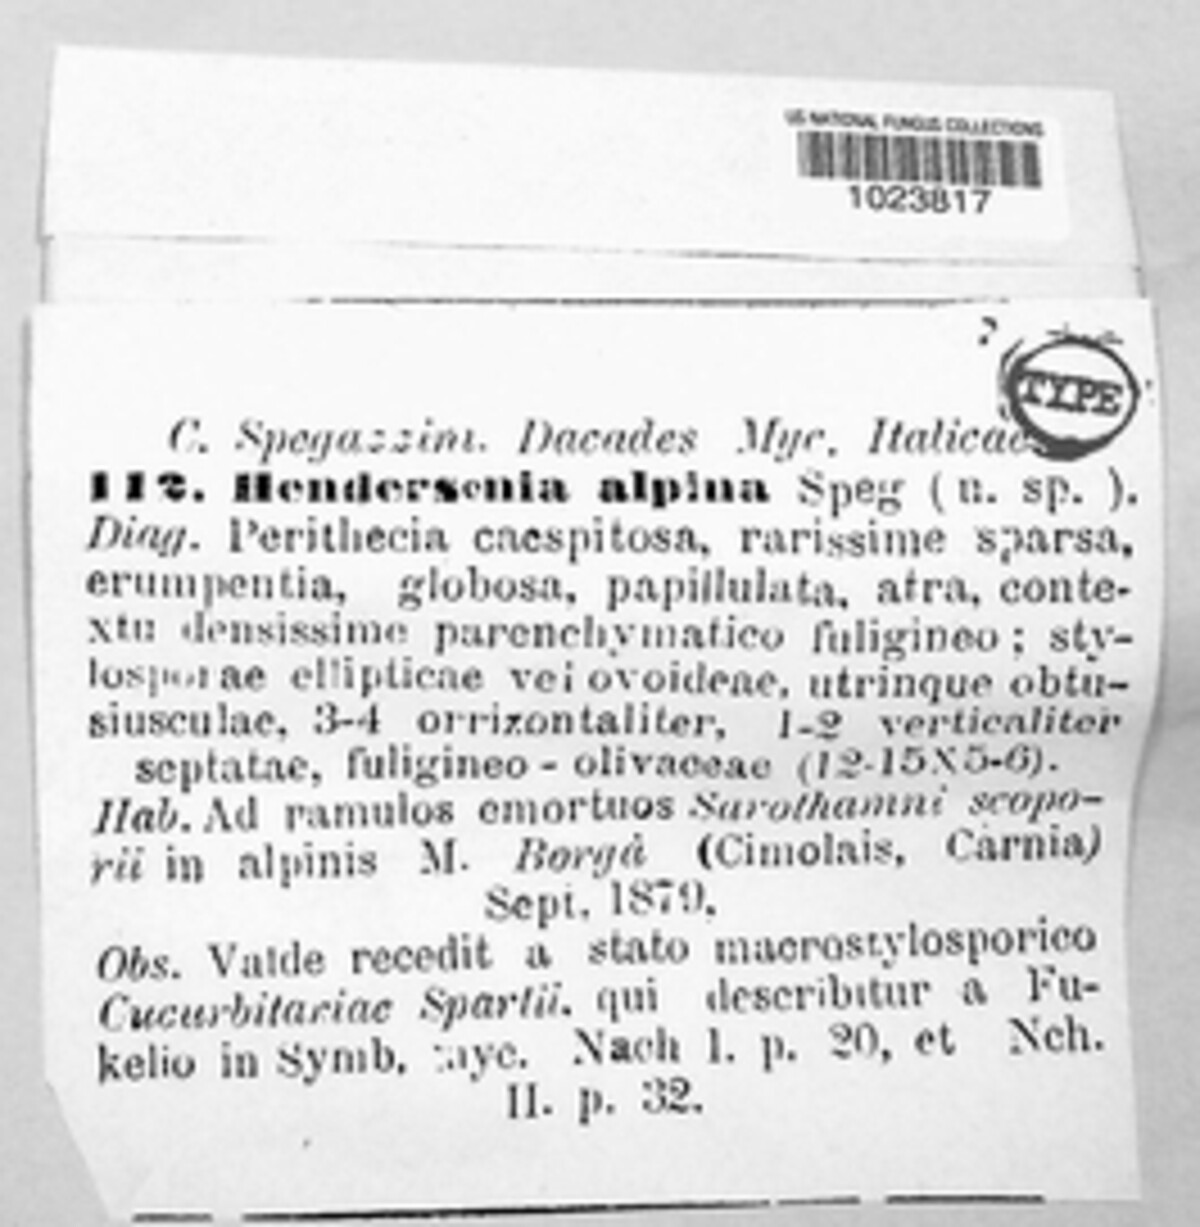 US NATIONAL FUNGUS COLLECTIONS
1023817
?
TYPE
C. Spegazzini. Dacades Myc. Italicae
112. Hendersonia alpina Speg (n. sp.).
Diag. Perithecia caespitosa, rarissime sparsa,
erumpentia, globosa, papillulata, atra, conte-
xtu densissime parenchymatico fuligineo; sty-
losporae ellipticae vel ovoideae, utrinque obtu-
siusculae, 3-4 orrizontaliter, 1-2 verticaliter
septatae, fuligineo-olivaceae (12-15X5-6).
Hab. Ad ramulos emortuos Sarothamni scopo-
rii in alpinis M. Borgà (Cimolais, Carnia)
Sept. 1879.
Obs. Valde recedit a stato macrostylosporico
Cucurbitariae Spartii. qui describitur a Fu-
kelio in Symb. myc. Nach I. p. 20, et Nch.
II. p. 32.